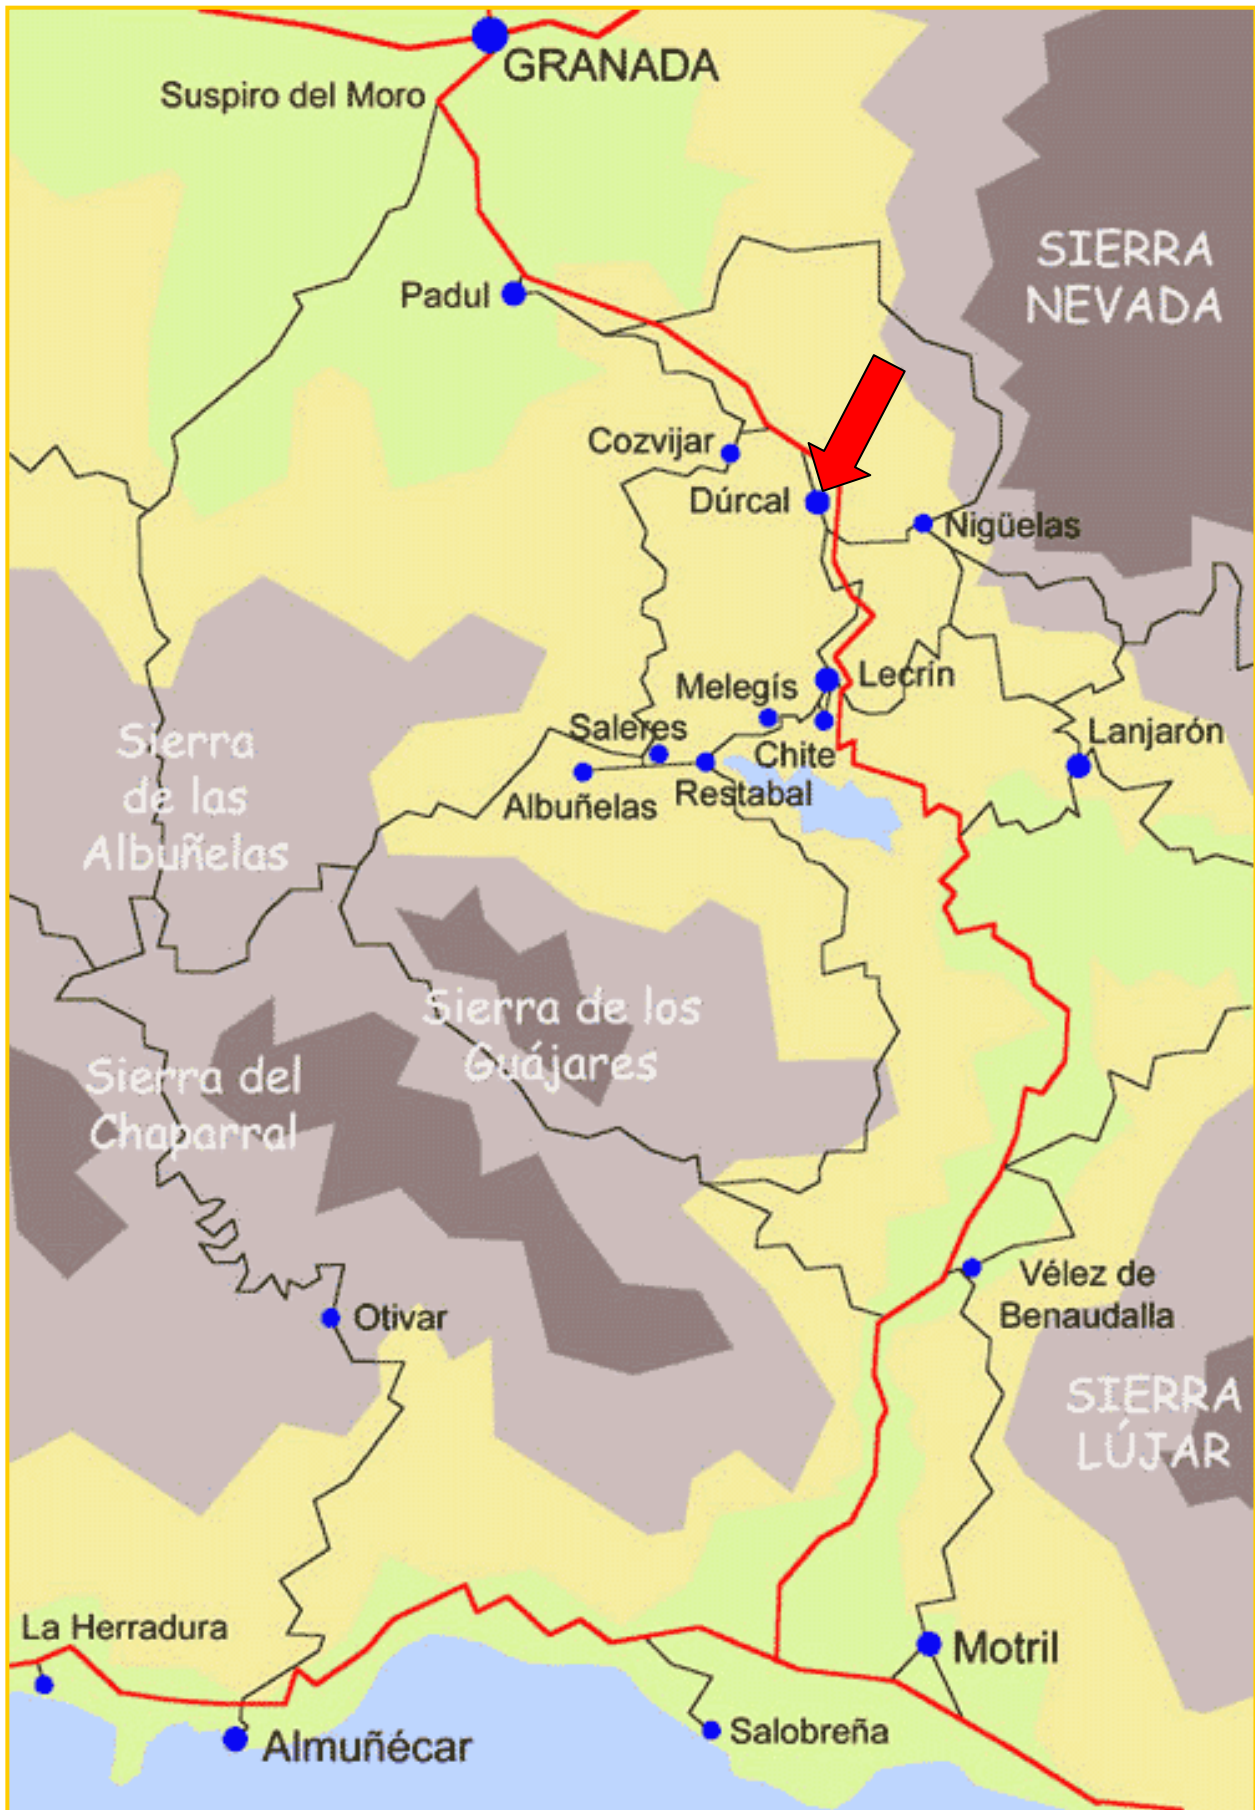 GRANADA
Suspiro del Moro
SIERRA
NEVADA
Padul
Cozvijar
Dúrcal
Nigüelas
Lecrín
Melegís
Saleres
Chite
Lanjarón
Albuñelas
Restabal
Sierra
de las
Albuñelas
Sierra de los
Guájares
Sierra del
Chaparral
Vélez de
Benaudalla
Otivar
SIERRA
LÚJAR
La Herradura
Motril
Salobreña
Almuñécar